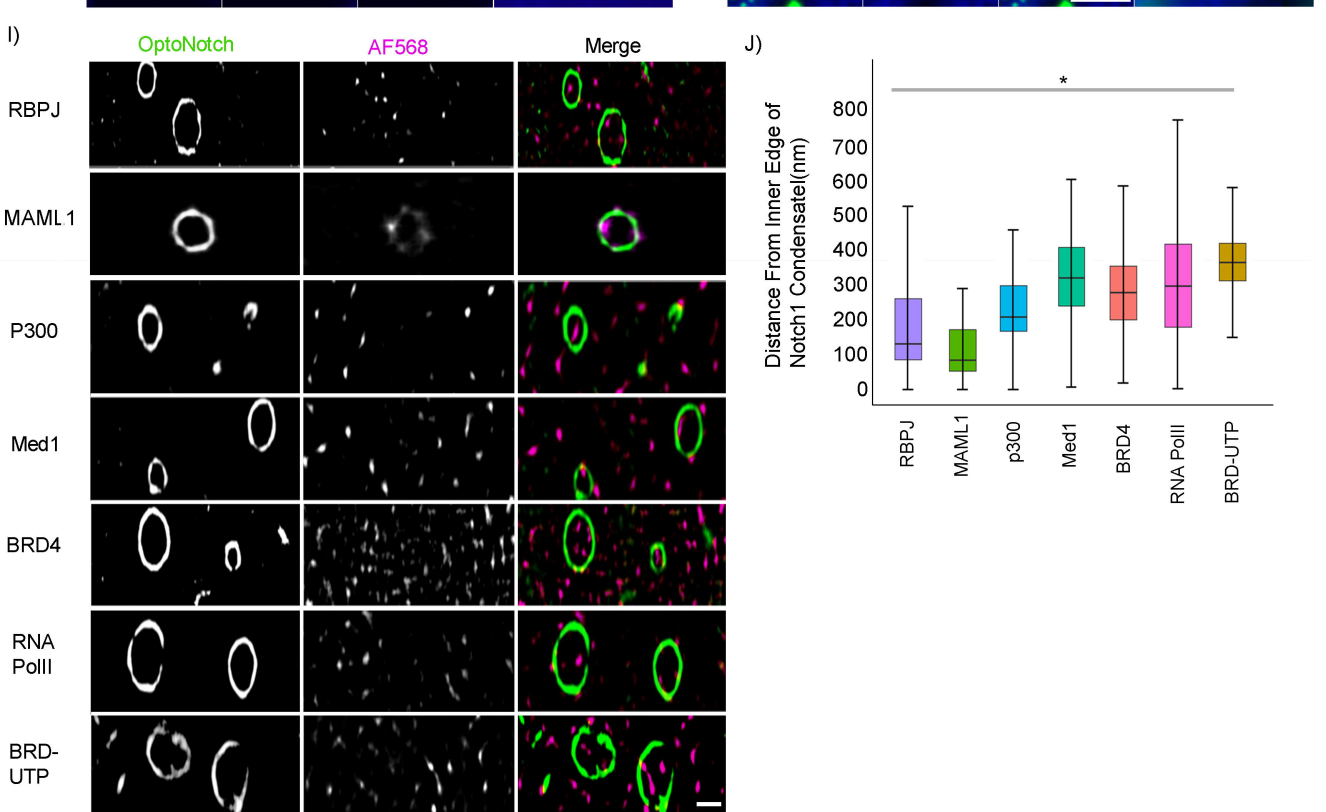 I)
OptoNotch
AF568
Merge
RBPJ
MAML1
P300
Med1
BRD4
RNA
PolII
BRD-
UTP
J)
*
Distance From Inner Edge of
Notch1 Condensatel(nm)
800
700
600
500
400
300
200
100
0
RBPJ
MAML1
p300
Med1
BRD4
RNA PolII
BRD-UTP